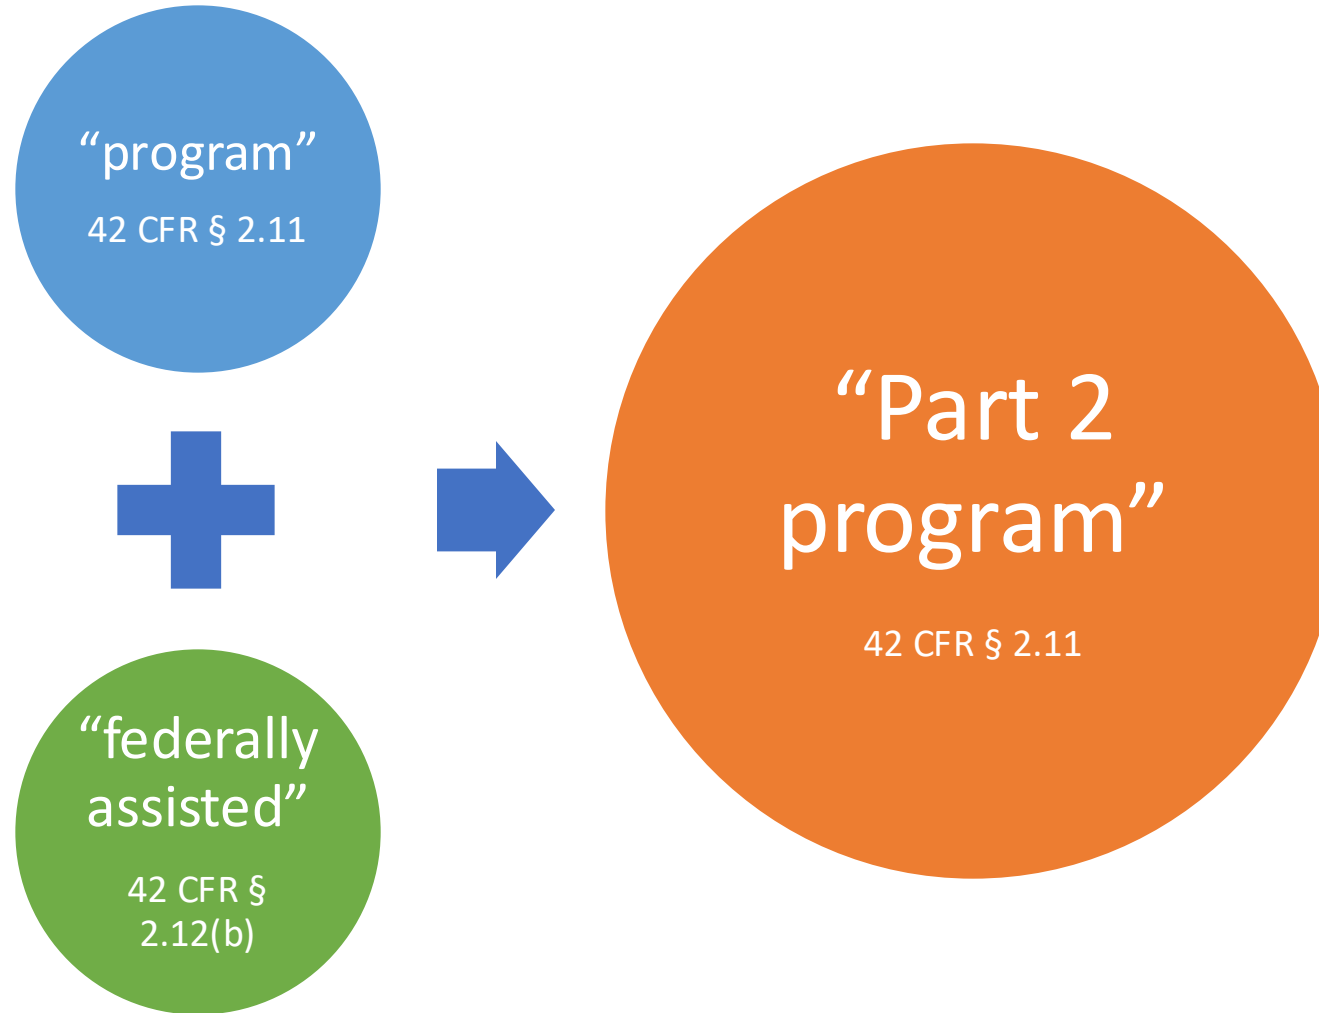 “program”
42 CFR § 2.11
“federally
assisted”
42 CFR §
2.12(b)
“Part 2
program”
42 CFR § 2.11